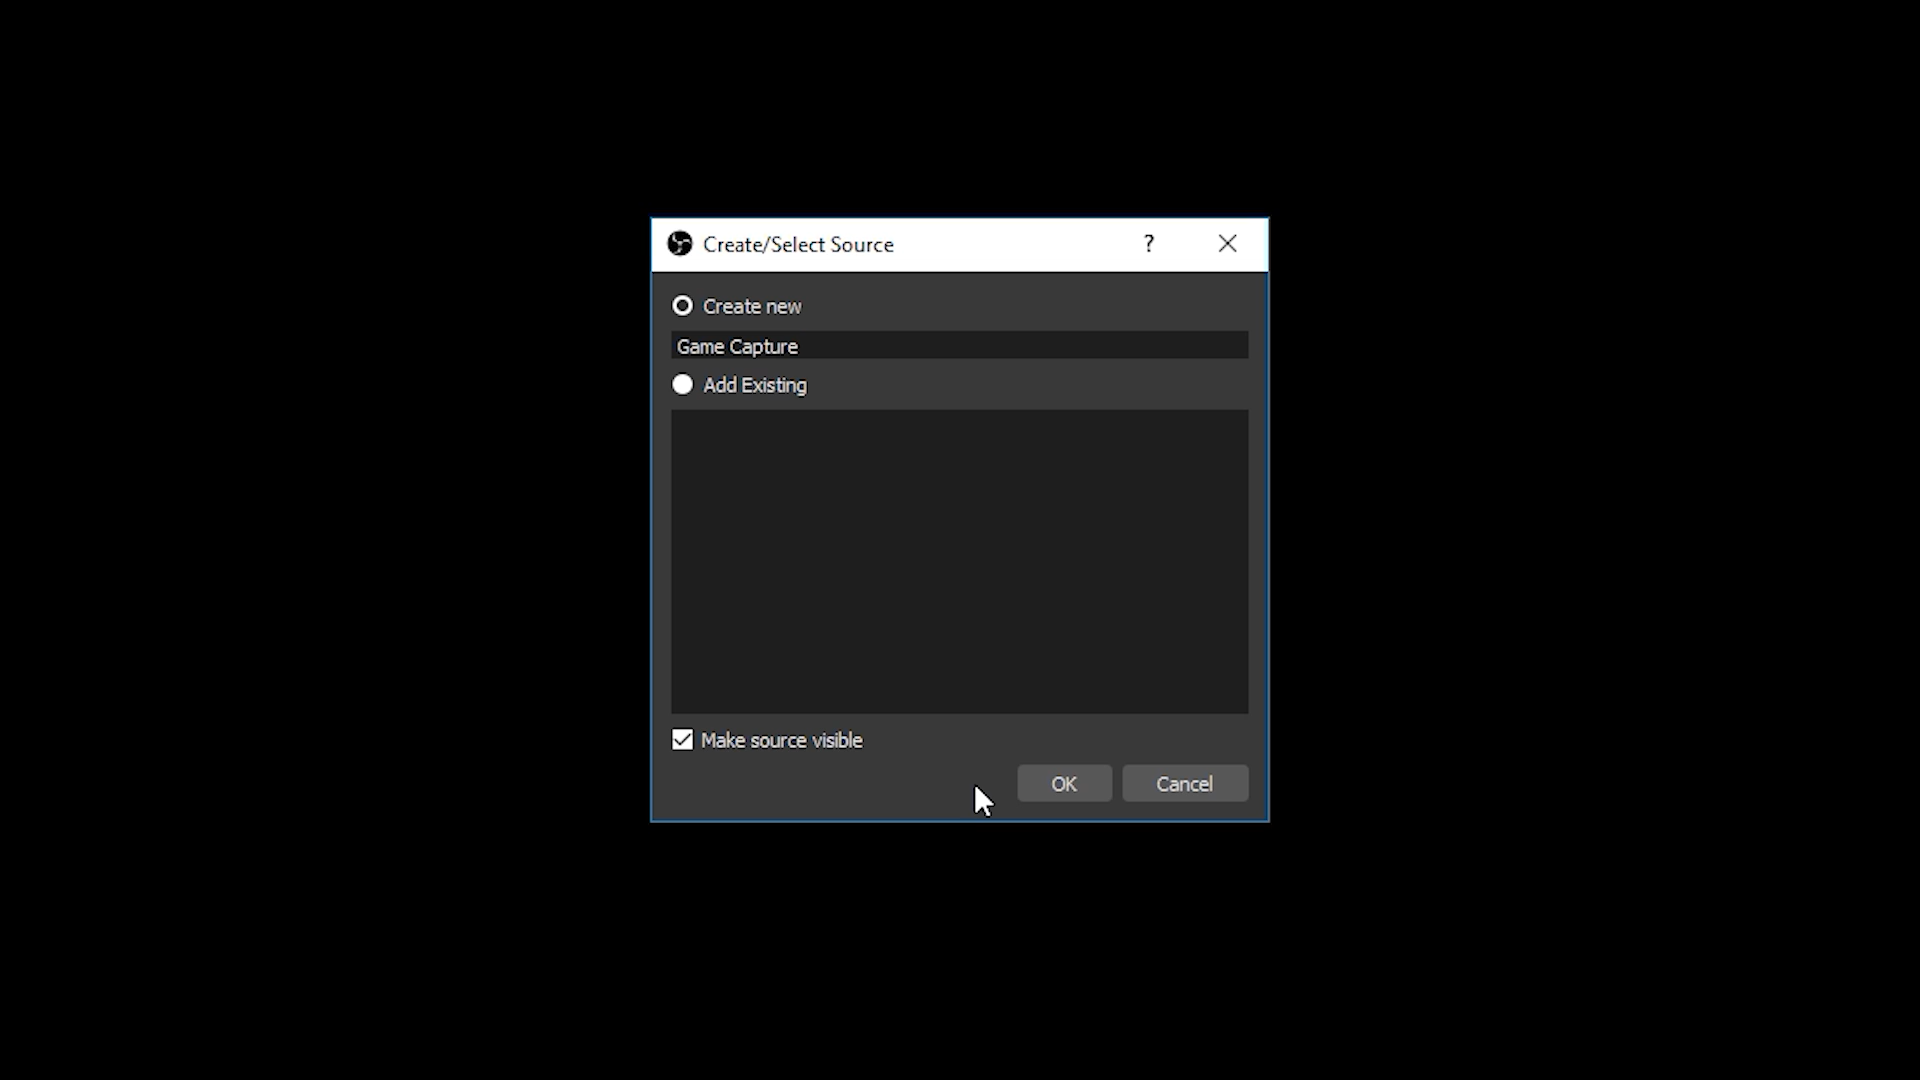 Create/Select Source ?
Create new
Game Capture
Add Existing
Make source visible
OK Cancel